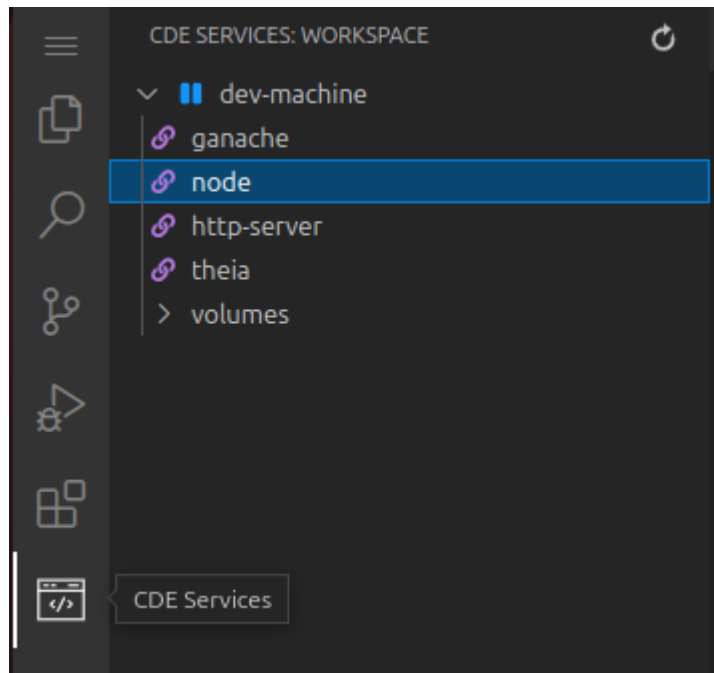 CDE SERVICES: WORKSPACE
dev-machine
ganache
node
http-server
theia
volumes
CDE Services